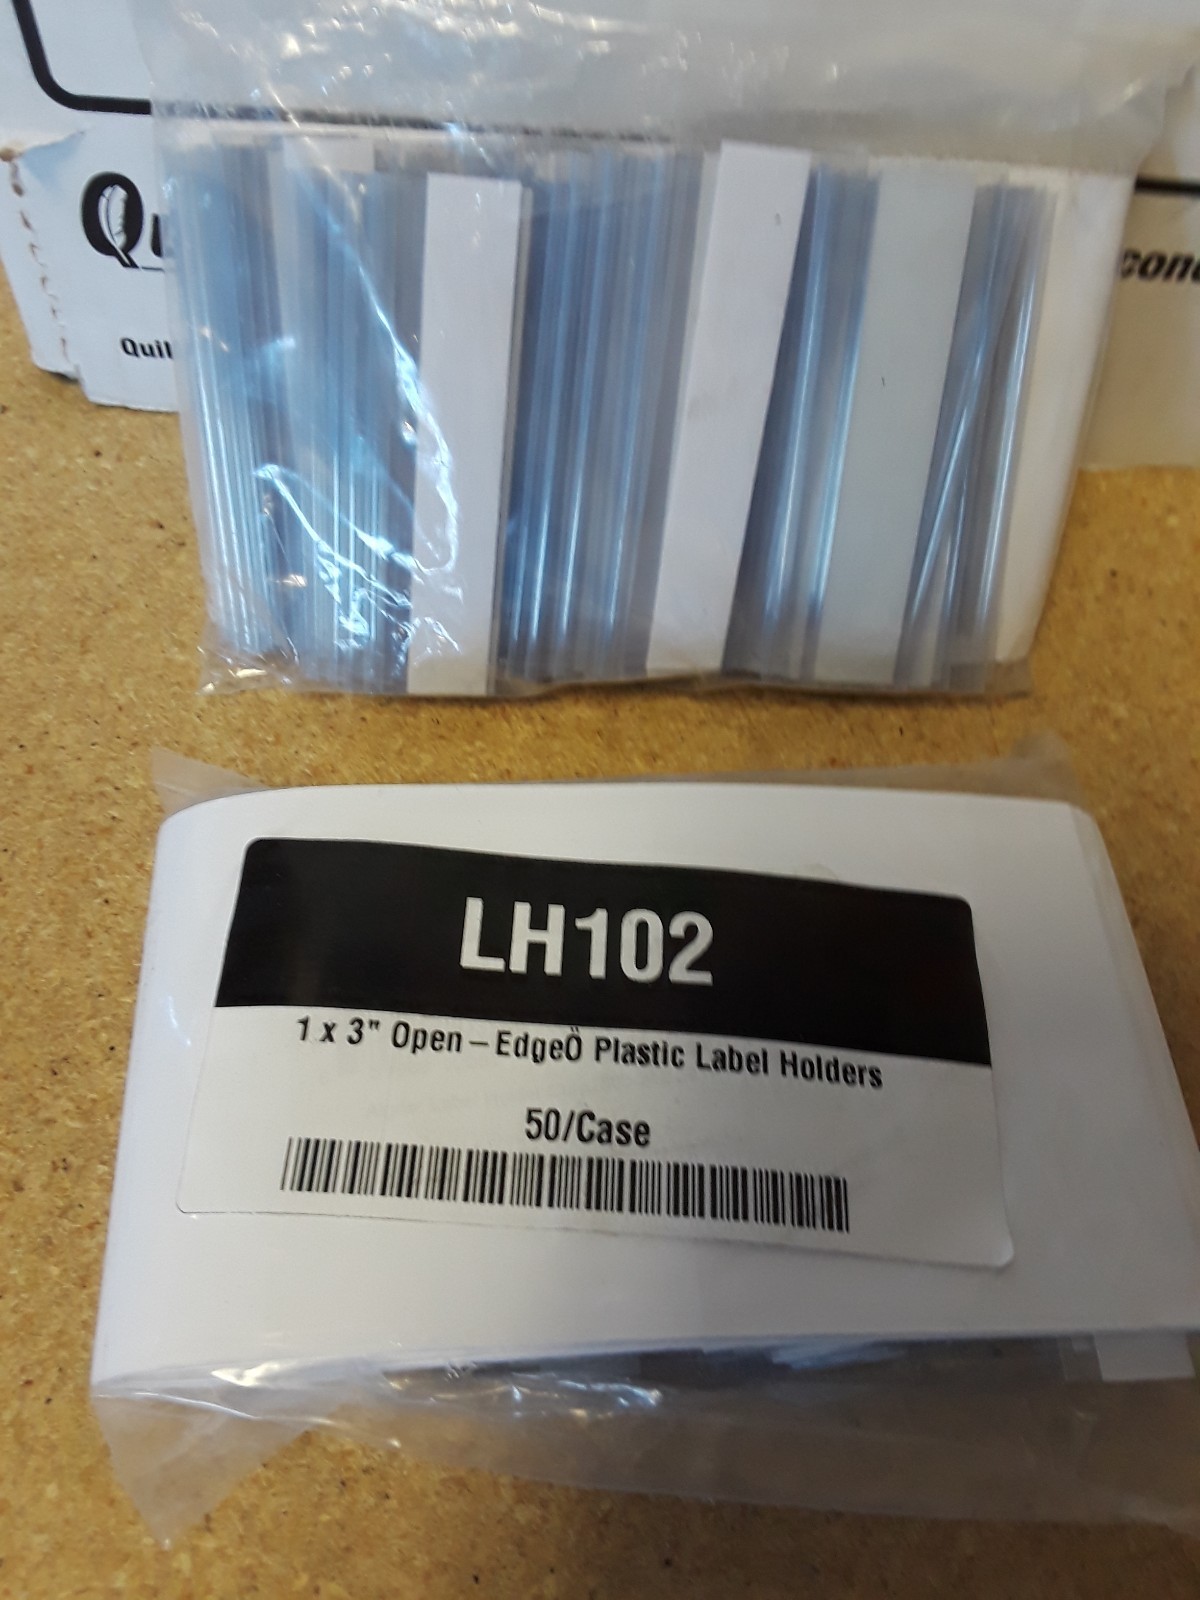 Qu
Quil
cond
LH102
1 x 3" Open – EdgeÖ Plastic Label Holders
50/Case